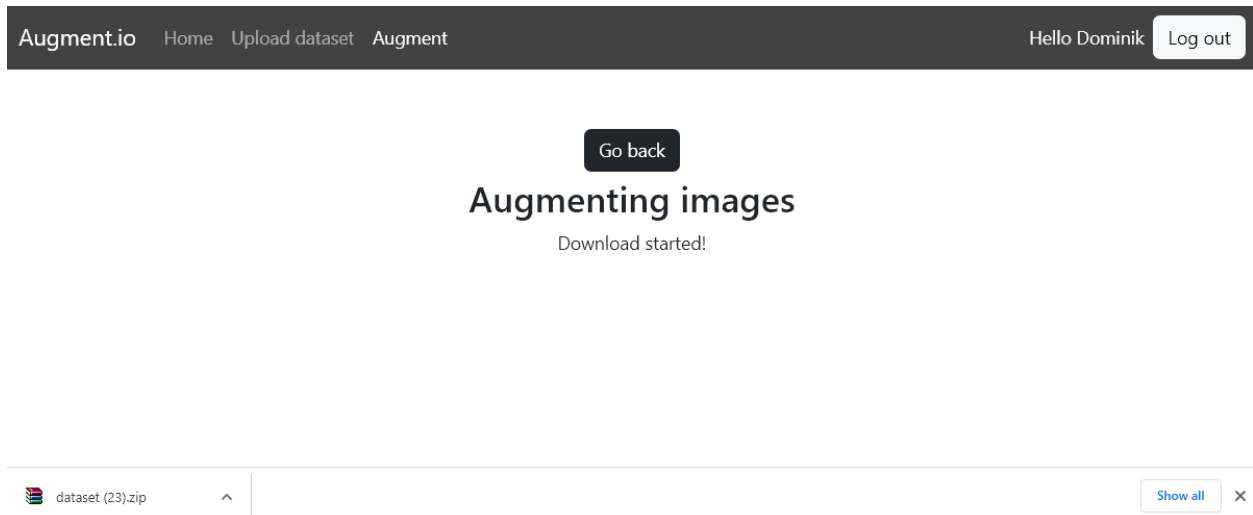 Augment.io Home Upload dataset Augment Hello Dominik Log out
Go back
Augmenting images
Download started!
dataset (23).zip Show all